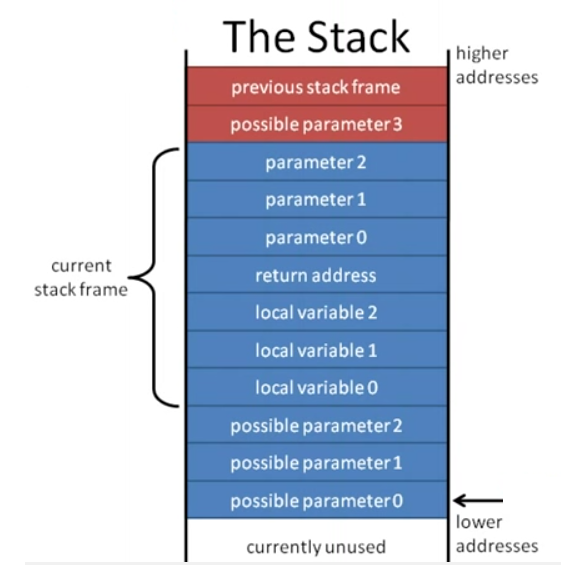 The Stack
higher
addresses
previous stack frame
possible parameter 3
parameter 2
parameter 1
parameter 0
return address
current
stack frame
local variable 2
local variable 1
local variable 0
possible parameter 2
possible parameter 1
possible parameter 0
lower
addresses
currently unused